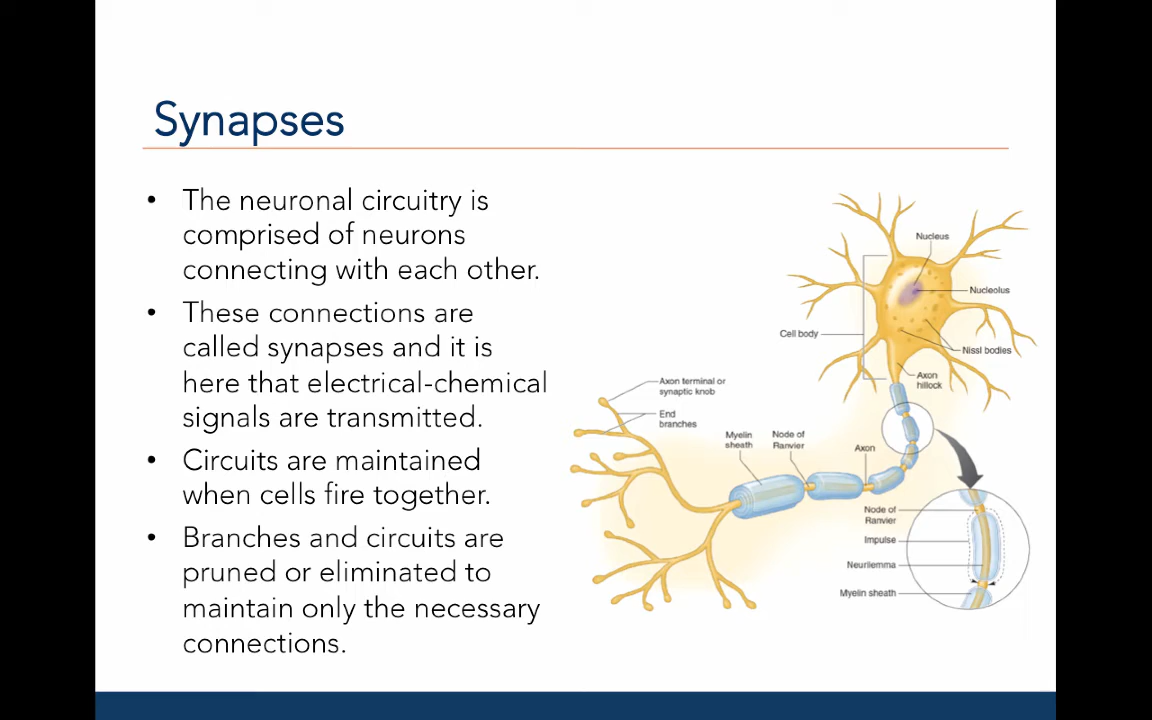 Synapses
• The neuronal circuitry is
comprised of neurons
connecting with each other.
• These connections are
called synapses and it is
here that electrical-chemical
signals are transmitted.
• Circuits are maintained
when cells fire together.
• Branches and circuits are
pruned or eliminated to
maintain only the necessary
connections.
Nucleus
Nucleolus
Cell body
Nissl bodies
Axon
hillock
Axon terminal or
synaptic knob
End
branches
Myelin
sheath
Node of
Ranvier
Axon
Node of
Ranvier
Impulse
Neurilemma
Myelin sheath